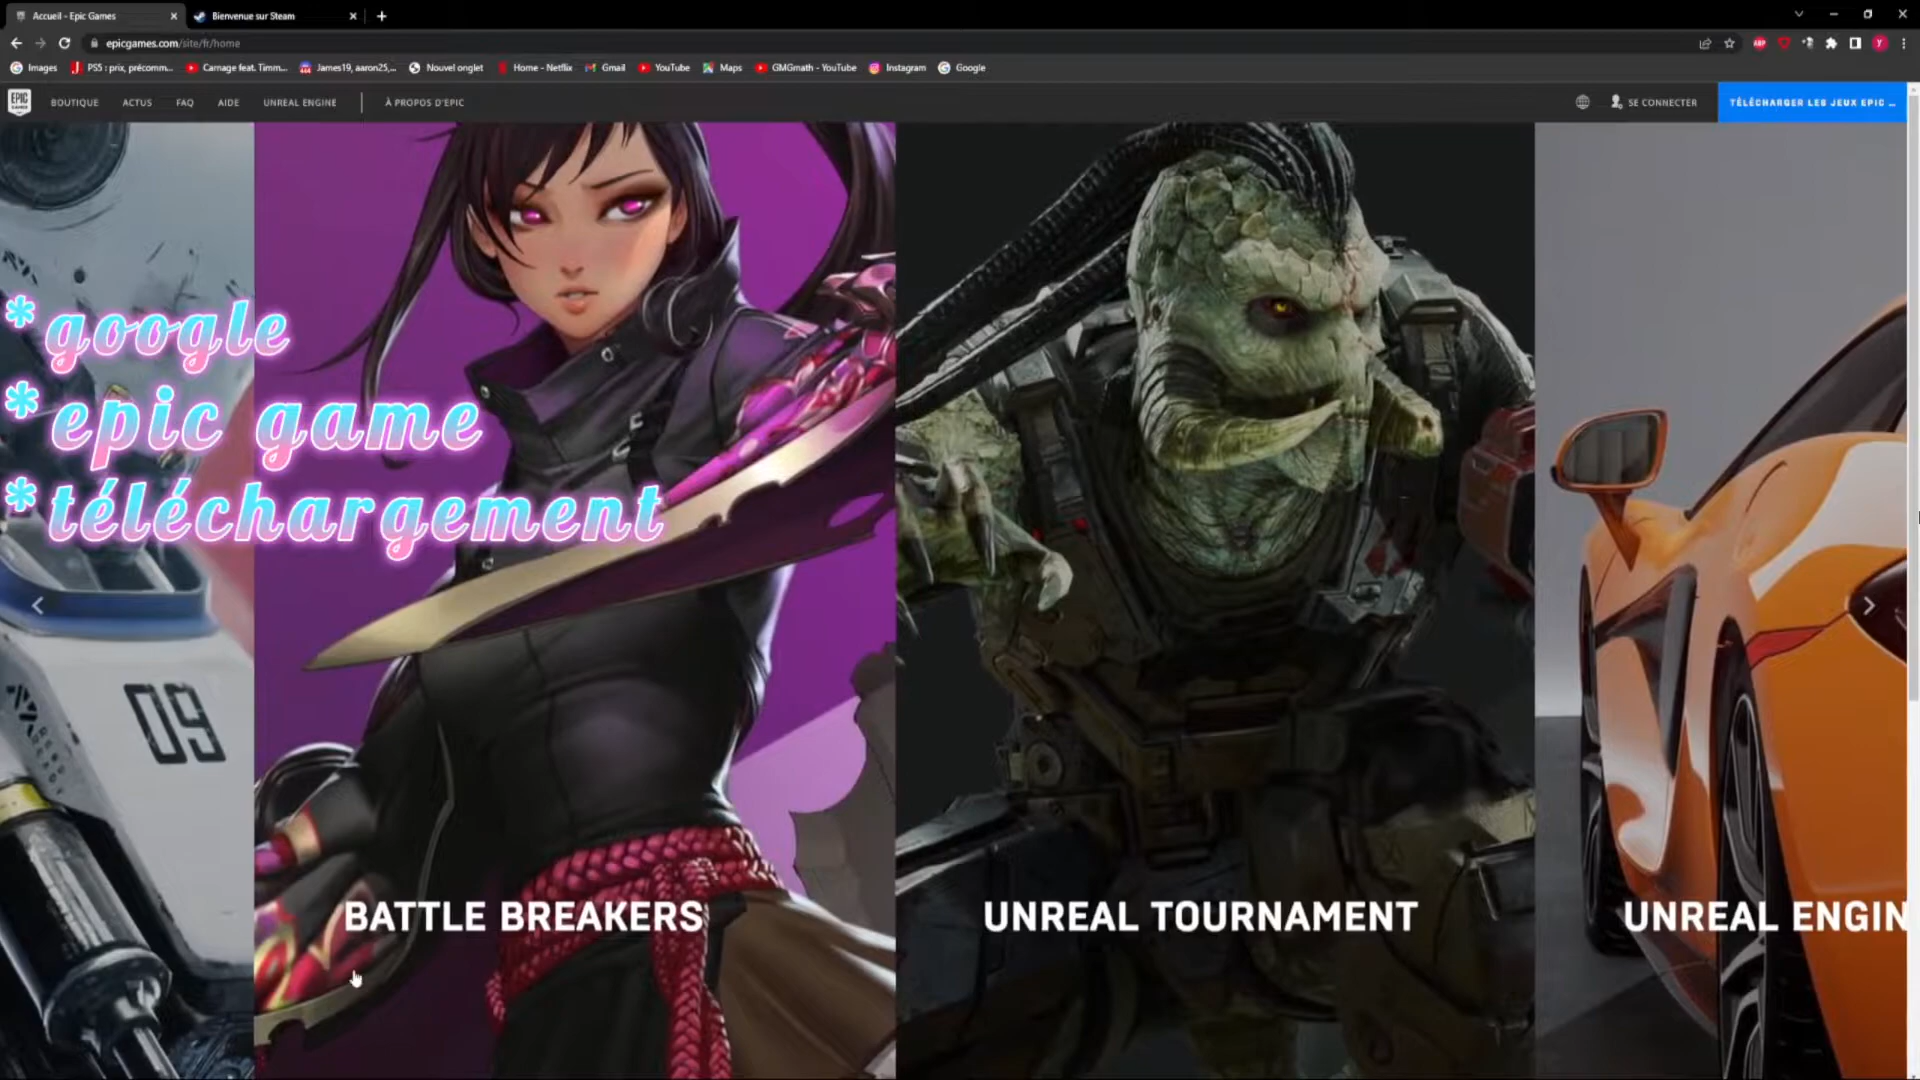 Accueil - Epic Games
Bienvenue sur Steam
epicgames.com/site/fr/home
Images
PS5 : prix, précomm...
Carnage feat. Timm...
James19, aaron25,...
Nouvel onglet
Home - Netflix
Gmail
YouTube
Maps
GMGmath - YouTube
Instagram
Google
EPIC GAMES
BOUTIQUE
ACTUS
FAQ
AIDE
UNREAL ENGINE
À PROPOS D'EPIC
SE CONNECTER
TÉLÉCHARGER LES JEUX EPIC ...
*google
*epic game
*téléchargement
09
BATTLE BREAKERS
UNREAL TOURNAMENT
UNREAL ENGIN